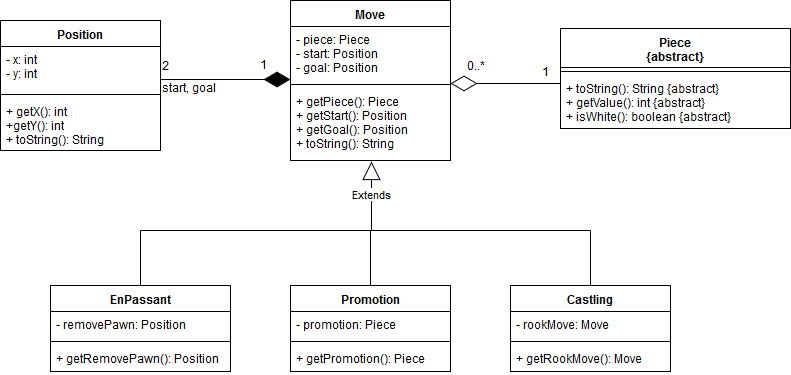 Position
- x: int
- y: int
+ getX(): int
+getY(): int
+ toString(): String
2
start, goal
1
Move
- piece: Piece
- start: Position
- goal: Position
+ getPiece(): Piece
+ getStart(): Position
+ getGoal(): Position
+ toString(): String
0..*
1
Piece
{abstract}
+ toString(): String {abstract}
+ getValue(): int {abstract}
+ isWhite(): boolean {abstract}
Extends
EnPassant
- removePawn: Position
+ getRemovePawn(): Position
Promotion
- promotion: Piece
+ getPromotion(): Piece
Castling
- rookMove: Move
+ getRookMove(): Move